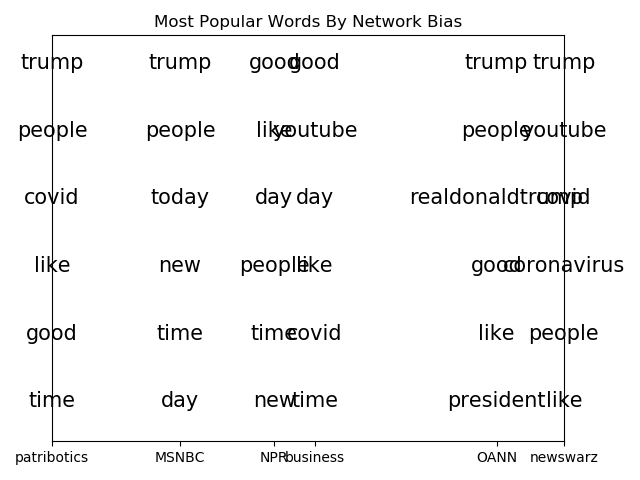 Most Popular Words By Network Bias
trump trump good good trump trump
people people like youtube people youtube
covid today day day realdonaldtrump covid
like new people like good coronavirus
good time time covid like people
time day new time president like
patribotics MSNBC NPR business OANN newswarz